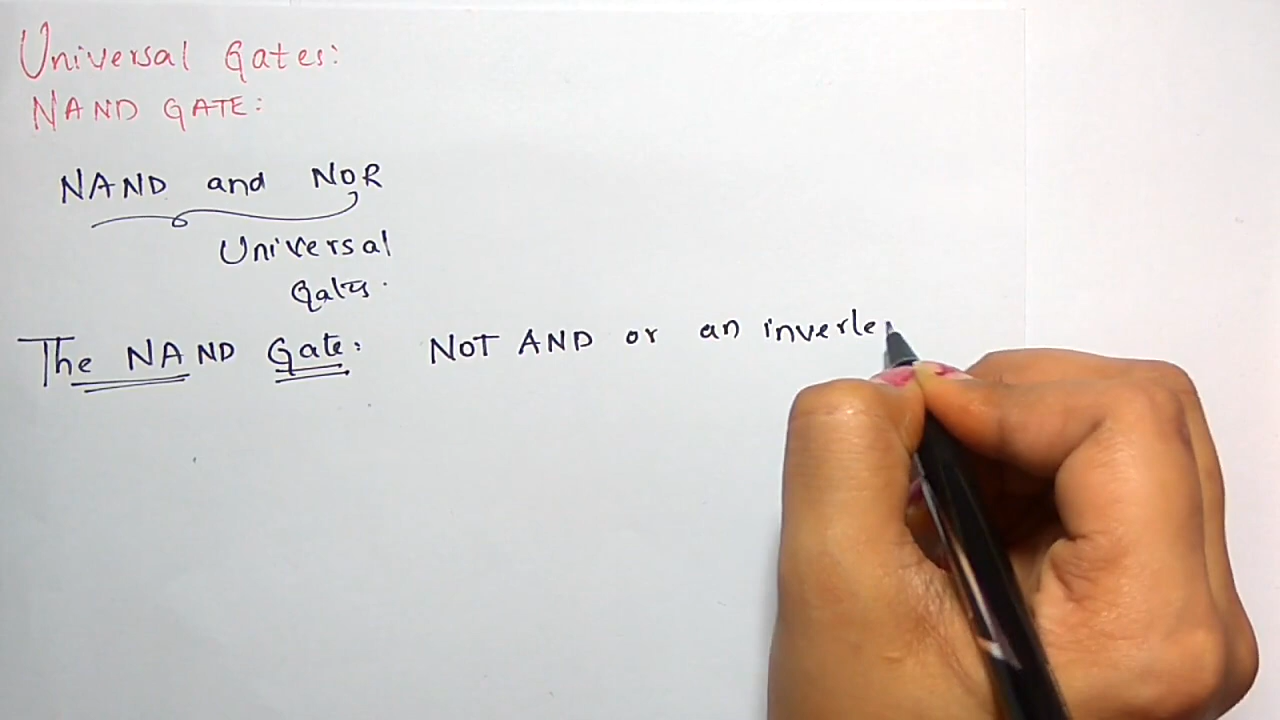 Universal Gates:
NAND GATE:
NAND and NOR
Universal
Gates.
The NAND Gate: NOT AND or an inverte